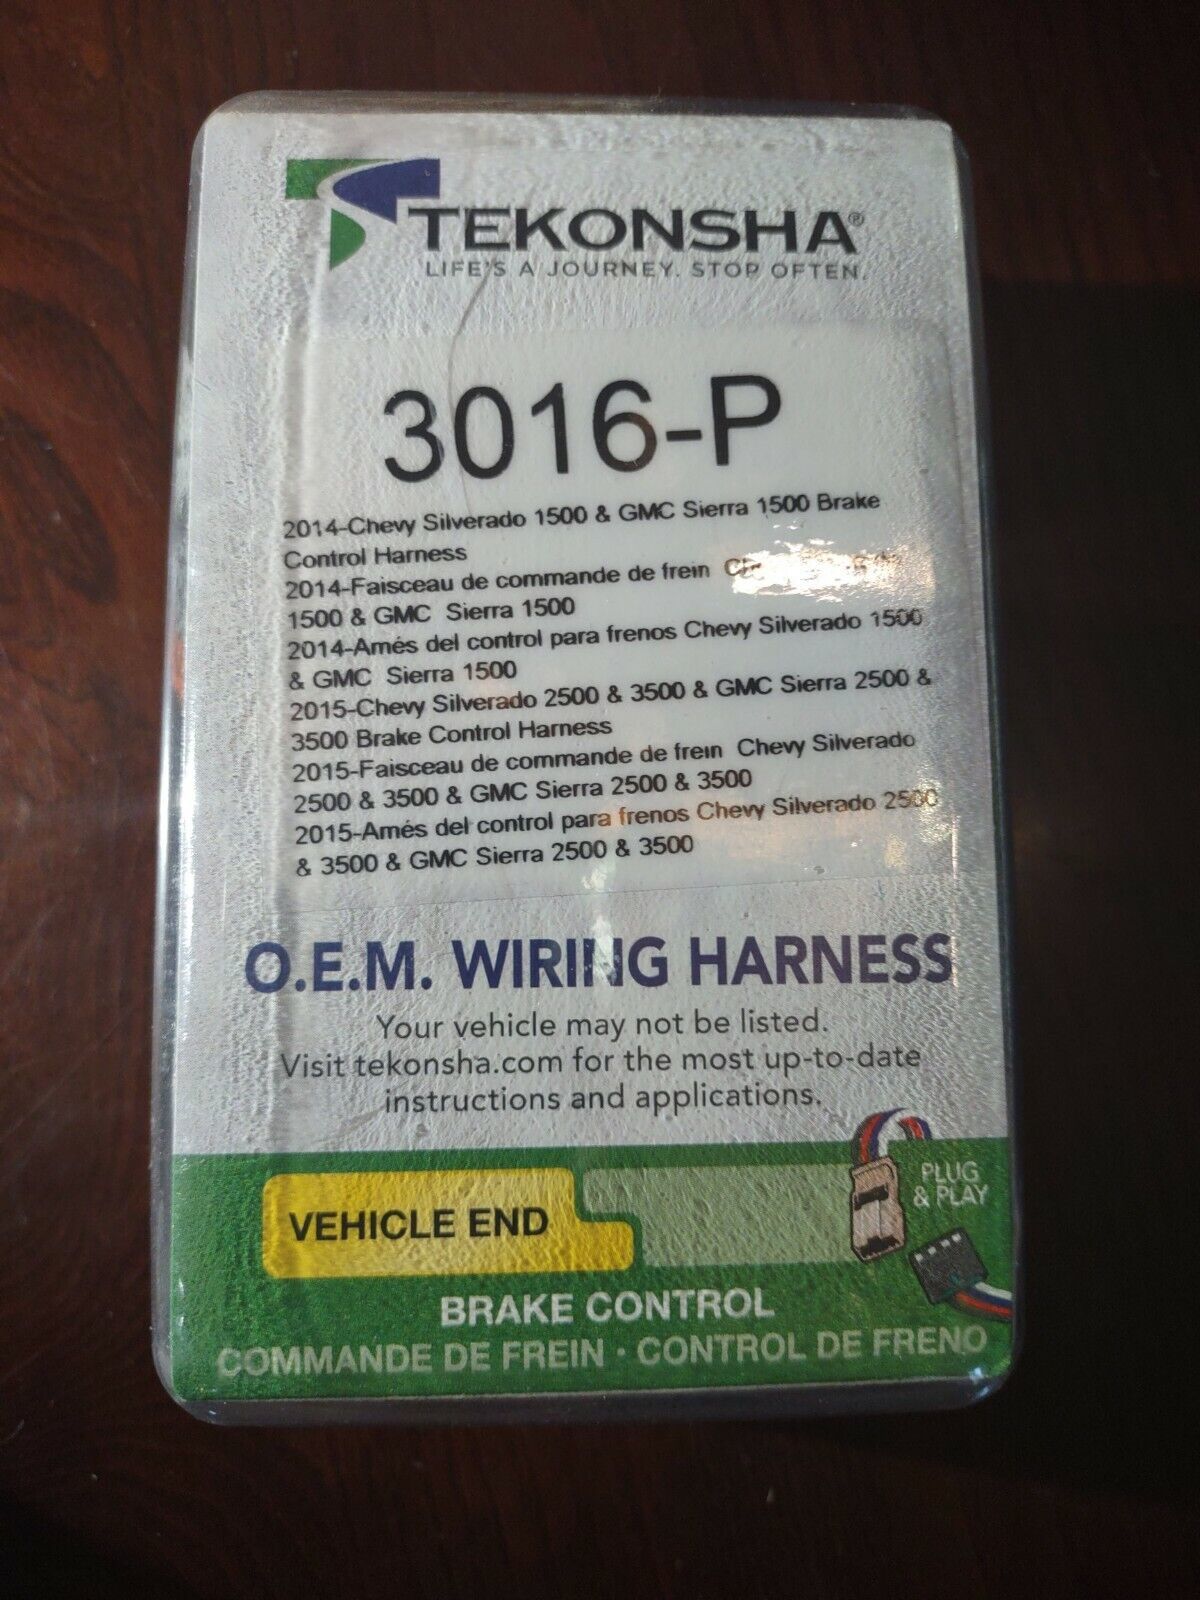 TEKONSHA®
LIFE'S A JOURNEY. STOP OFTEN.
3016-P
2014-Chevy Silverado 1500 & GMC Sierra 1500 Brake
Control Harness
2014-Faisceau de commande de frein
1500 & GMC Sierra 1500
2014-Arnés del control para frenos Chevy Silverado 1500
& GMC Sierra 1500
2015-Chevy Silverado 2500 & 3500 & GMC Sierra 2500 &
3500 Brake Control Harness
2015-Faisceau de commande de frein Chevy Silverado
2500 & 3500 & GMC Sierra 2500 & 3500
2015-Arnés del control para frenos Chevy Silverado 2500
& 3500 & GMC Sierra 2500 & 3500
O.E.M. WIRING HARNESS
Your vehicle may not be listed.
Visit tekonsha.com for the most up-to-date
instructions and applications.
PLUG
& PLAY
VEHICLE END
BRAKE CONTROL
COMMANDE DE FREIN · CONTROL DE FRENO